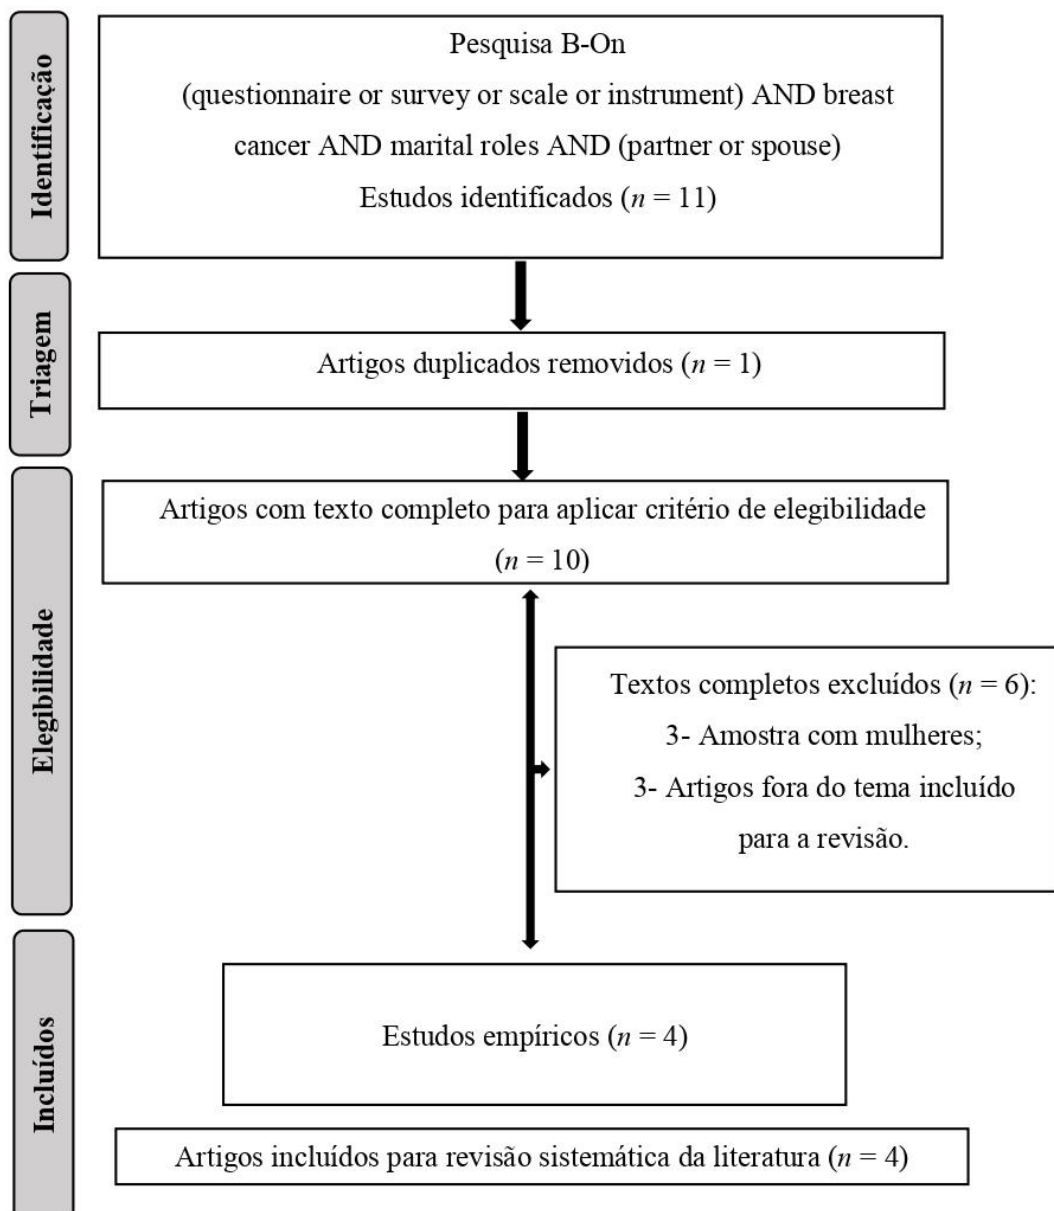 Identificação
Pesquisa B-On
(questionnaire or survey or scale or instrument) AND breast
cancer AND marital roles AND (partner or spouse)
Estudos identificados (n = 11)
Triagem
Artigos duplicados removidos (n = 1)
Elegibilidade
Artigos com texto completo para aplicar critério de elegibilidade
(n = 10)
Textos completos excluídos (n = 6):
3- Amostra com mulheres;
3- Artigos fora do tema incluído
para a revisão.
Incluídos
Estudos empíricos (n = 4)
Artigos incluídos para revisão sistemática da literatura (n = 4)